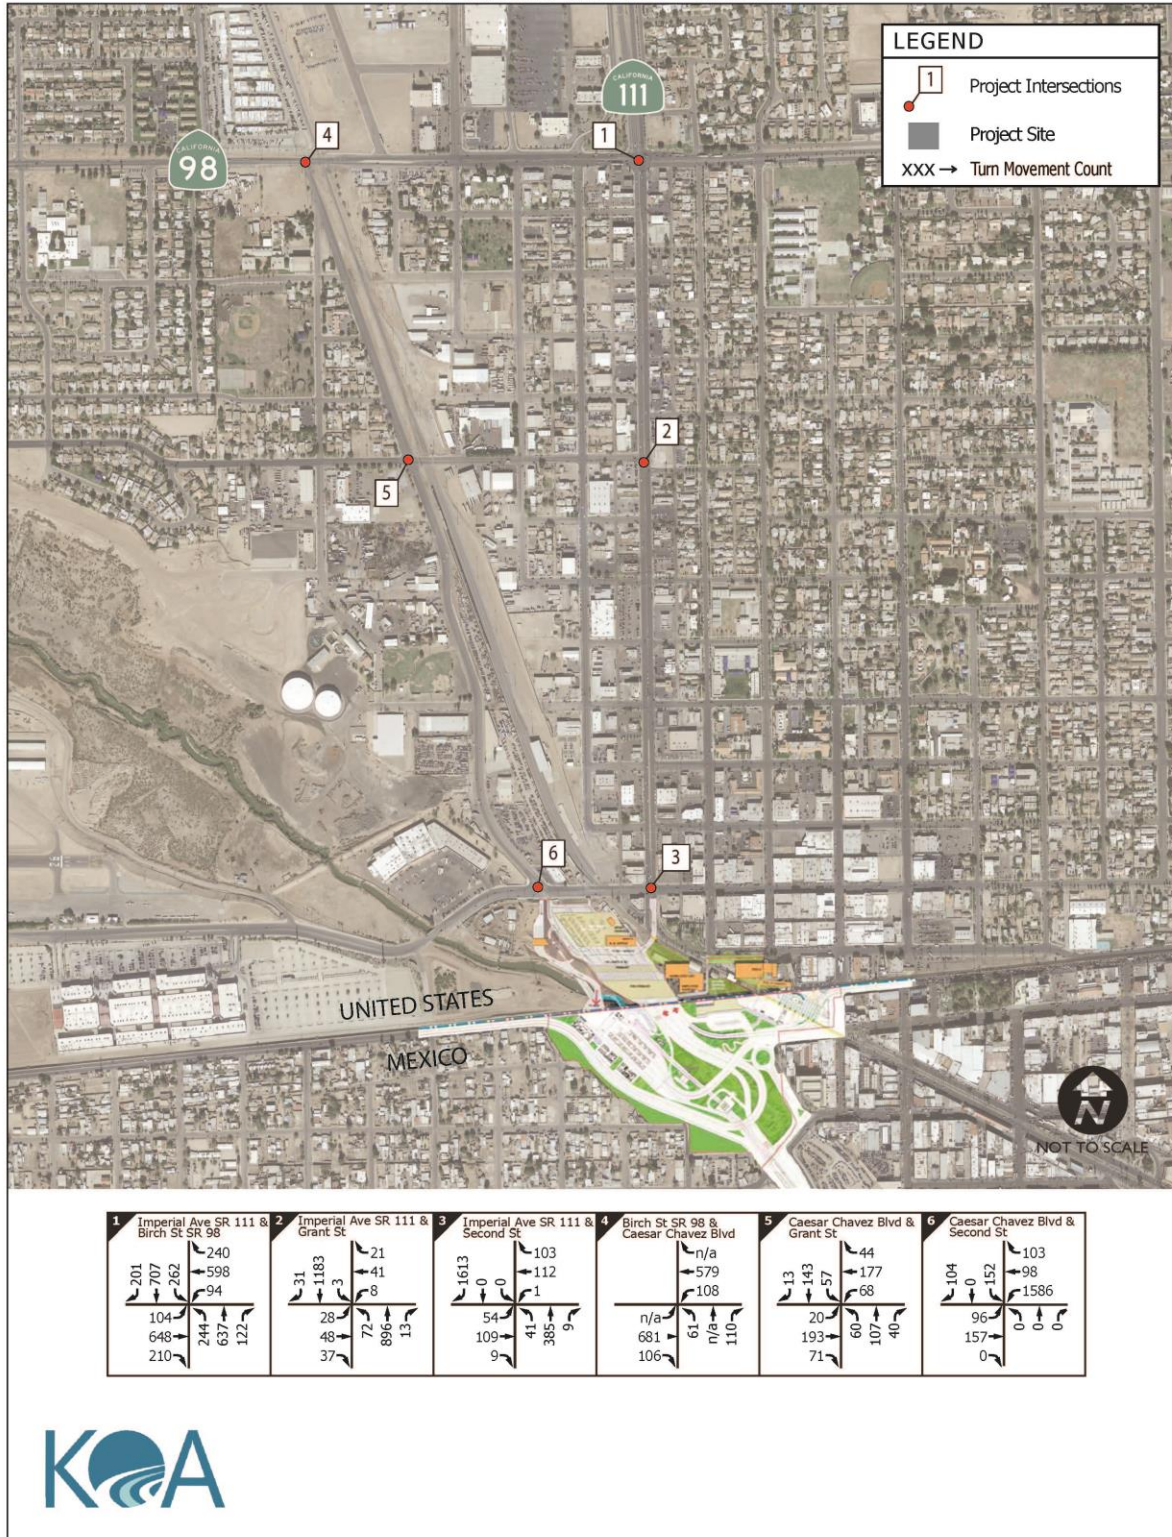 LEGEND
1 Project Intersections
Project Site
XXX → Turn Movement Count
CALIFORNIA
111
CALIFORNIA
98
4
1
2
5
6
3
UNITED STATES
MEXICO
N
NOT TO SCALE
1 Imperial Ave SR 111 &
Birch St SR 98
201 707 262
240
598
94
104
648
210
244 637 122
2 Imperial Ave SR 111 &
Grant St
31 1183 3
21
41
8
28
48
37
72 896 13
3 Imperial Ave SR 111 &
Second St
1613 0 0
103
112
1
54
109
9
41 385 9
4 Birch St SR 98 &
Caesar Chavez Blvd
n/a
579
108
n/a
681
106
61 n/a 110
5 Caesar Chavez Blvd &
Grant St
13 143 57
44
177
68
20
193
71
60 107 40
6 Caesar Chavez Blvd &
Second St
104 0 152
103
98
1586
96
157
0
0 0 0
KOA